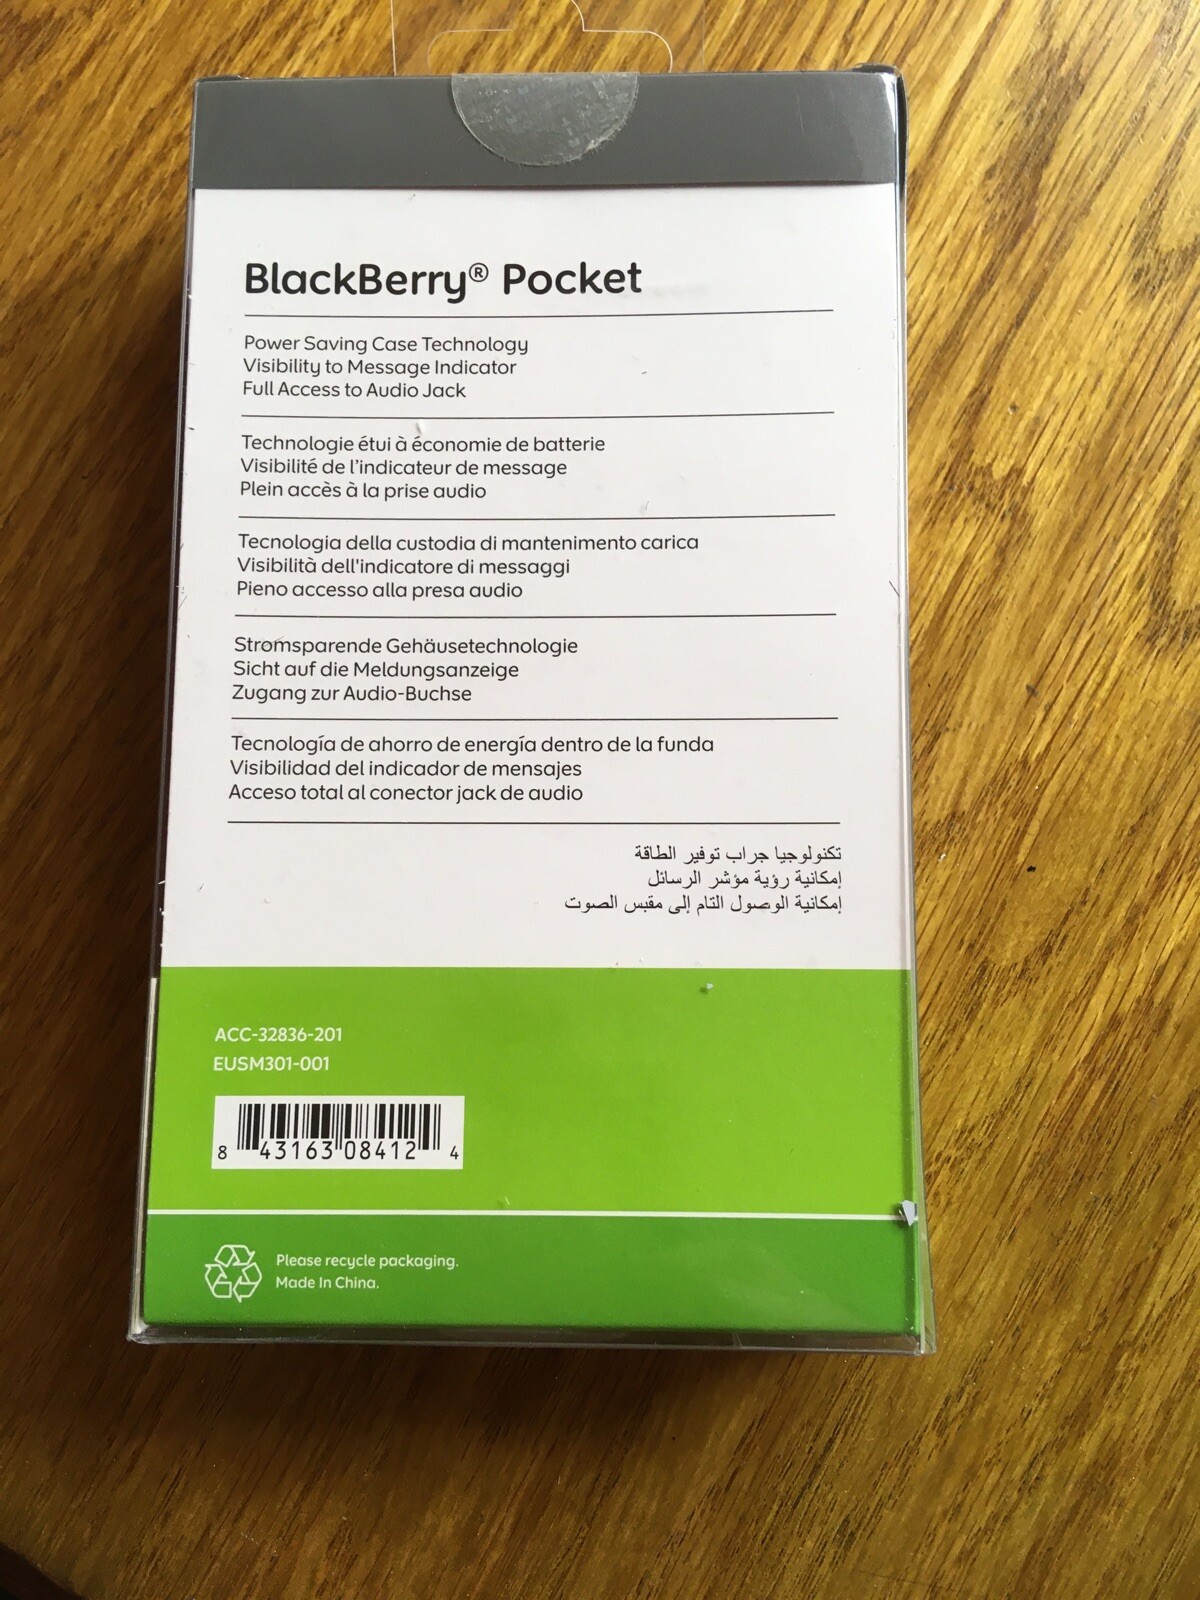 BlackBerry® Pocket
Power Saving Case Technology
Visibility to Message Indicator
Full Access to Audio Jack
Technologie étui à économie de batterie
Visibilité de l'indicateur de message
Plein accès à la prise audio
Tecnologia della custodia di mantenimento carica
Visibilità dell'indicatore di messaggi
Pieno accesso alla presa audio
Stromsparende Gehäusetechnologie
Sicht auf die Meldungsanzeige
Zugang zur Audio-Buchse
Tecnología de ahorro de energía dentro de la funda
Visibilidad del indicador de mensajes
Acceso total al conector jack de audio
تكنولوجيا جراب توفير الطاقة
إمكانية رؤية مؤشر الرسائل
إمكانية الوصول التام إلى مقبس الصوت
ACC-32836-201
EUSM301-001
8 43163 08412 4
Please recycle packaging.
Made In China.